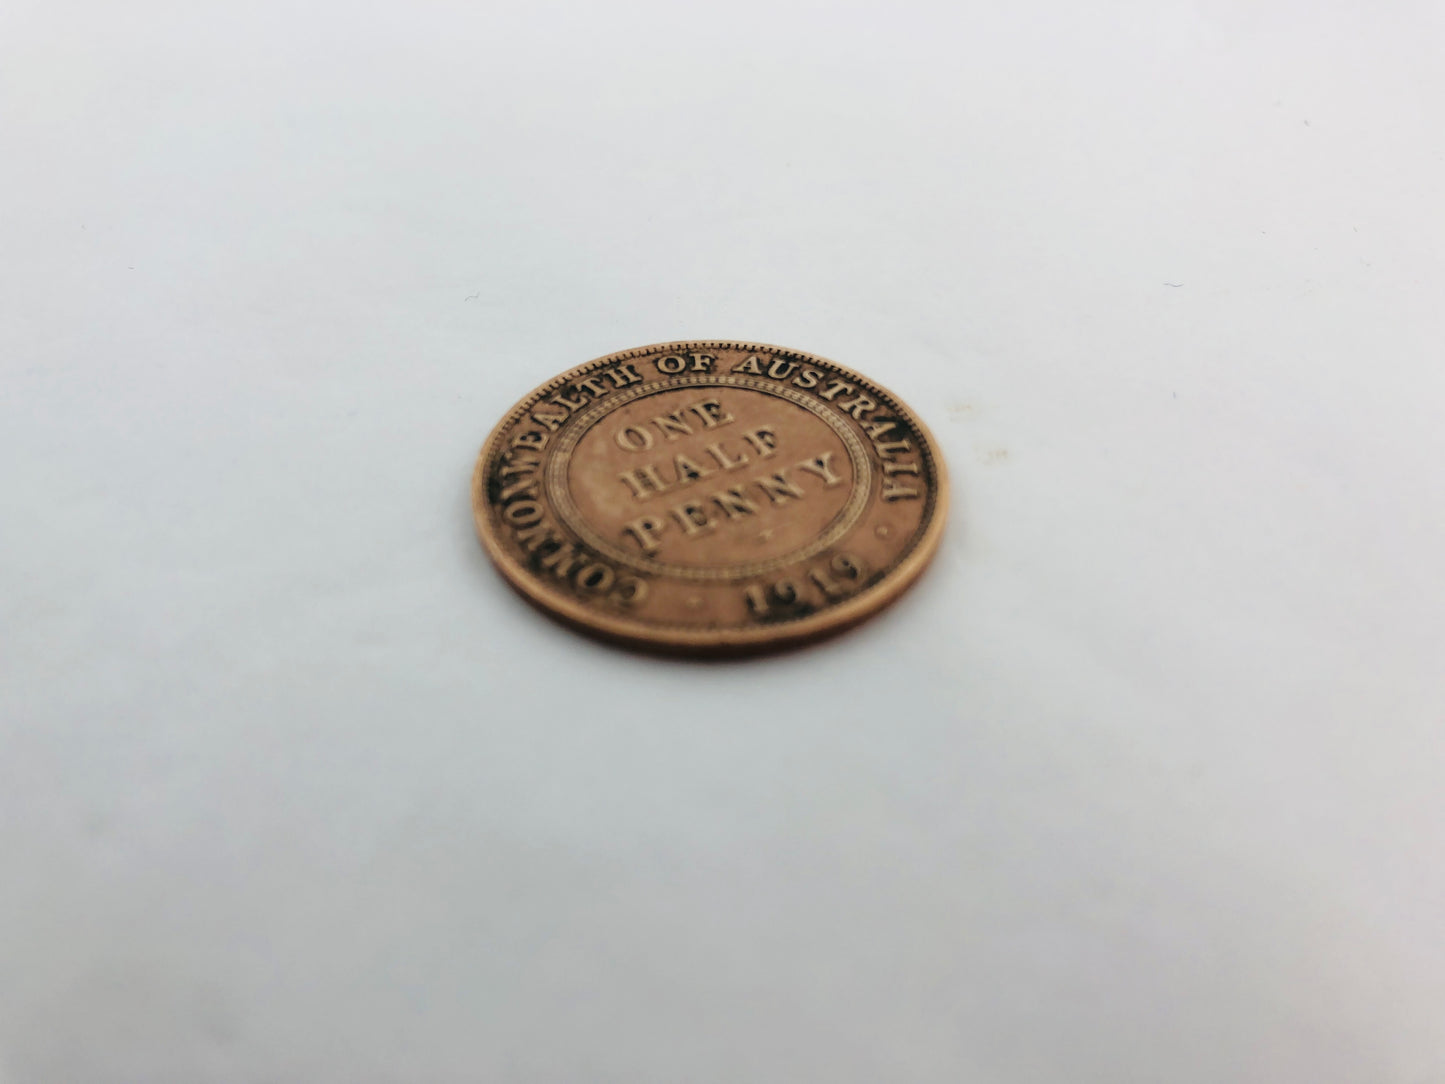 COMMONWEALTH OF AUSTRALIA
ONE
HALF
PENNY
1919